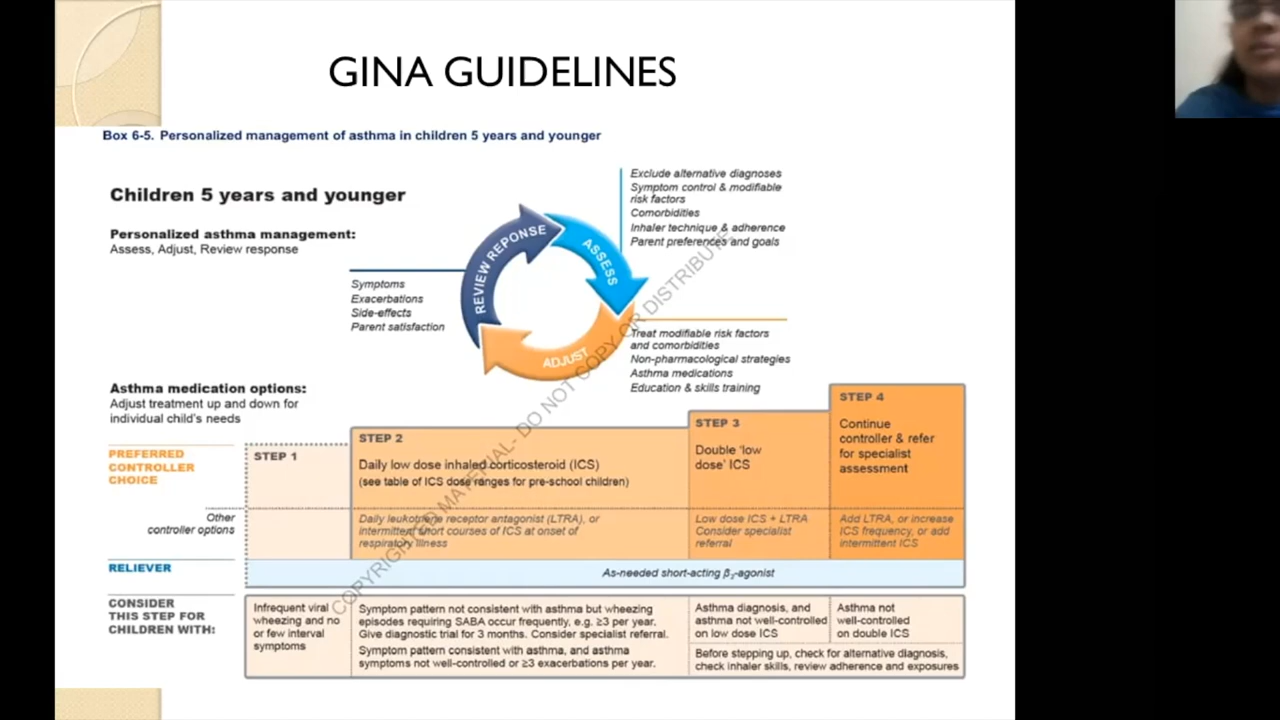 GINA GUIDELINES
Box 6-5. Personalized management of asthma in children 5 years and younger
Children 5 years and younger
Personalized asthma management:
Assess, Adjust, Review response
Exclude alternative diagnoses
Symptom control & modifiable
risk factors
Comorbidities
Inhaler technique & adherence
Parent preferences and goals
REVIEW REPONSE
ASSESS
ADJUST
Symptoms
Exacerbations
Side-effects
Parent satisfaction
Treat modifiable risk factors
and comorbidities
Non-pharmacological strategies
Asthma medications
Education & skills training
Asthma medication options:
Adjust treatment up and down for
individual child's needs
PREFERRED
CONTROLLER
CHOICE
STEP 1
STEP 2
Daily low dose inhaled corticosteroid (ICS)
(see table of ICS dose ranges for pre-school children)
STEP 3
Double 'low
dose' ICS
STEP 4
Continue
controller & refer
for specialist
assessment
Other
controller options
Daily leukotriene receptor antagonist (LTRA), or
intermittent short courses of ICS at onset of
respiratory illness
Low dose ICS + LTRA
Consider specialist
referral
Add LTRA, or increase
ICS frequency, or add
intermittent ICS
RELIEVER
As-needed short-acting β₂-agonist
CONSIDER
THIS STEP FOR
CHILDREN WITH:
Infrequent viral
wheezing and no
or few interval
symptoms
Symptom pattern not consistent with asthma but wheezing
episodes requiring SABA occur frequently, e.g. ≥3 per year.
Give diagnostic trial for 3 months. Consider specialist referral.
Symptom pattern consistent with asthma, and asthma
symptoms not well-controlled or ≥3 exacerbations per year.
Asthma diagnosis, and
asthma not well-controlled
on low dose ICS
Asthma not
well-controlled
on double ICS
Before stepping up, check for alternative diagnosis,
check inhaler skills, review adherence and exposures
COPYRIGHTED MATERIAL- DO NOT COPY OR DISTRIBUTE